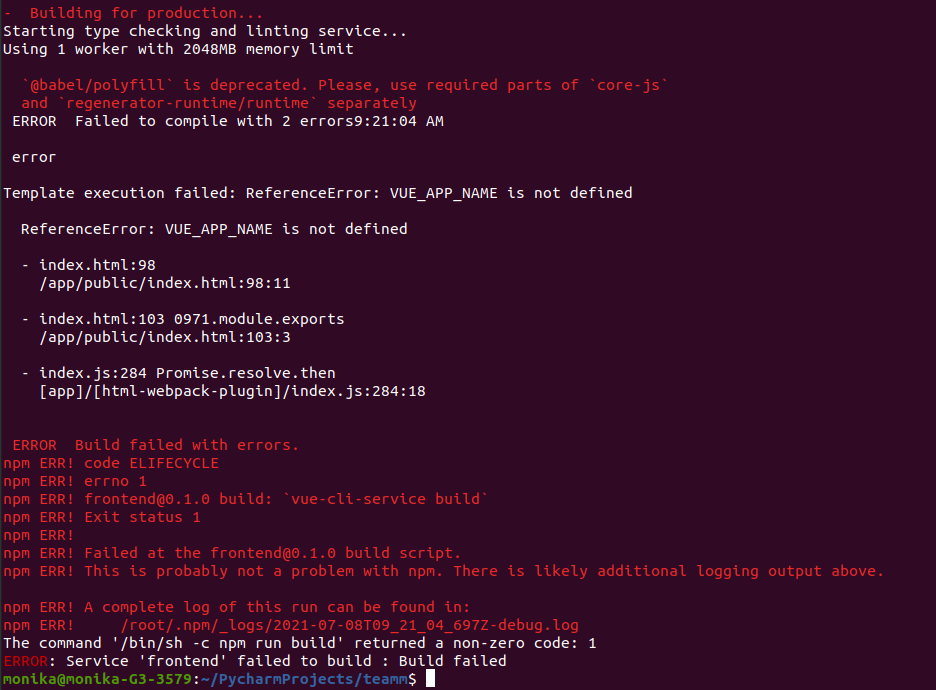 -  Building for production...
Starting type checking and linting service...
Using 1 worker with 2048MB memory limit
`@babel/polyfill` is deprecated. Please, use required parts of `core-js`
and `regenerator-runtime/runtime` separately
ERROR  Failed to compile with 2 errors9:21:04 AM
error
Template execution failed: ReferenceError: VUE_APP_NAME is not defined
ReferenceError: VUE_APP_NAME is not defined
- index.html:98
/app/public/index.html:98:11
- index.html:103 0971.module.exports
/app/public/index.html:103:3
- index.js:284 Promise.resolve.then
[app]/[html-webpack-plugin]/index.js:284:18
ERROR  Build failed with errors.
npm ERR! code ELIFECYCLE
npm ERR! errno 1
npm ERR! frontend@0.1.0 build: `vue-cli-service build`
npm ERR! Exit status 1
npm ERR!
npm ERR! Failed at the frontend@0.1.0 build script.
npm ERR! This is probably not a problem with npm. There is likely additional logging output above.
npm ERR! A complete log of this run can be found in:
npm ERR!     /root/.npm/_logs/2021-07-08T09_21_04_697Z-debug.log
The command '/bin/sh -c npm run build' returned a non-zero code: 1
ERROR: Service 'frontend' failed to build : Build failed
monika@monika-G3-3579:~/PycharmProjects/teamm$